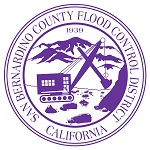 SAN BERNARDINO COUNTY FLOOD CONTROL DISTRICT
1939
CALIFORNIA